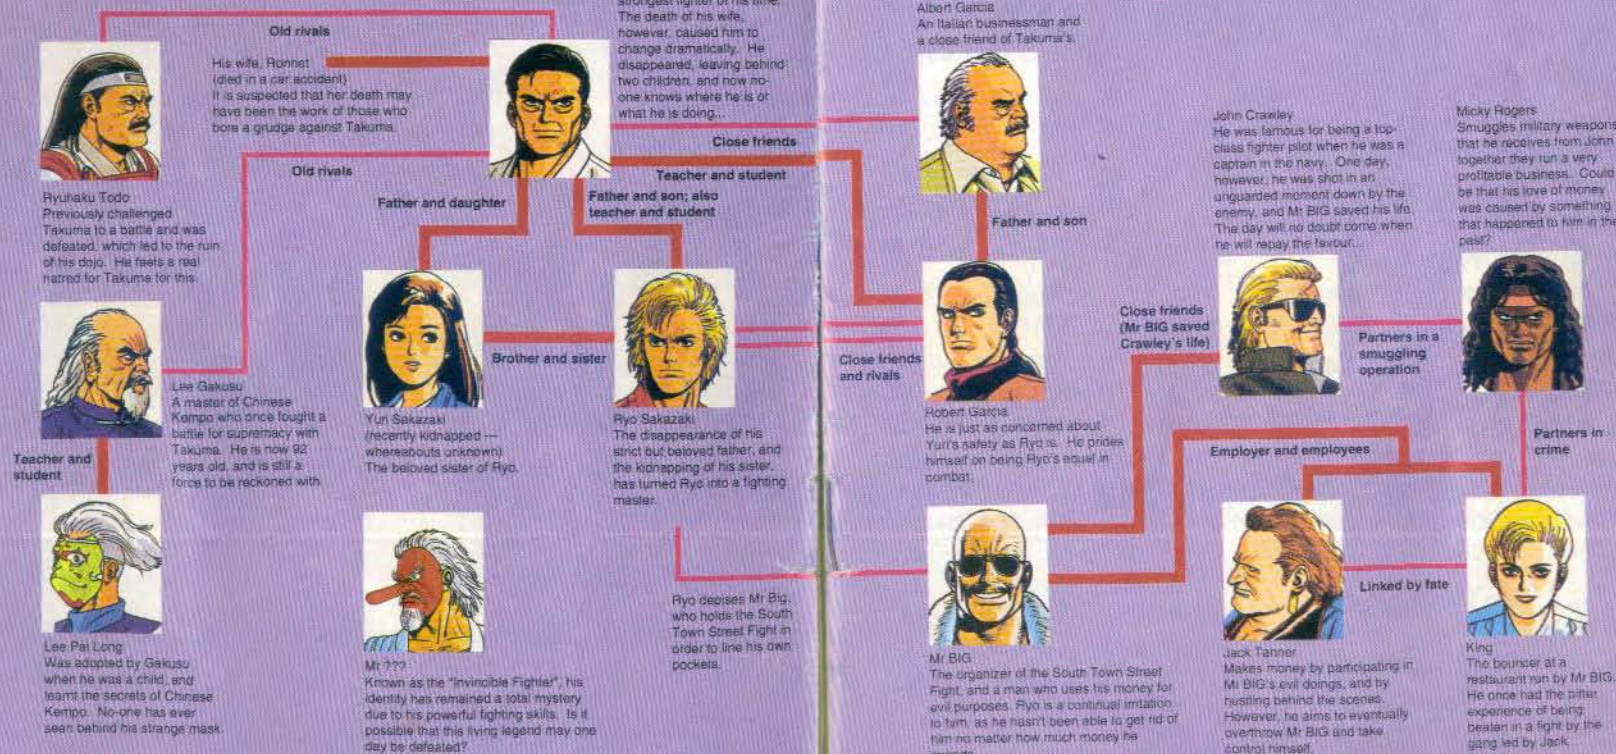 strongest fighter of his time.
The death of his wife,
however, caused him to
change dramatically. He
disappeared, leaving behind
two children, and now no-
one knows where he is or
what he is doing...
Albert Garcia
An Italian businessman and
a close friend of Takuma's.
Old rivals
His wife, Ronnet
(died in a car accident)
It is suspected that her death may
have been the work of those who
bore a grudge against Takuma.
John Crawley
He was famous for being a top-
class fighter pilot when he was a
captain in the navy. One day,
however, he was shot in an
unguarded moment down by the
enemy, and Mr BIG saved his life.
The day will no doubt come when
he will repay the favour...
Micky Rogers
Smuggles military weapons
that he receives from John
together they run a very
profitable business. Could
be that his love of money
was caused by something
that happened to him in the
past?
Close friends
Old rivals
Teacher and student
Father and daughter
Father and son; also
teacher and student
Father and son
Ryuhaku Todo
Previously challenged
Taxuma to a battle and was
defeated, which led to the ruin
of his dojo. He feels a real
hatred for Takuma for this.
Close friends
(Mr BIG saved
Crawley's life)
Partners in a
smuggling
operation
Brother and sister
Close friends
and rivals
Lee Gakusu
A master of Chinese
Kempo who once fought a
battle for supremacy with
Takuma. He is now 92
years old, and is still a
force to be reckoned with.
Yuri Sakazaki
(recently kidnapped —
whereabouts unknown)
The beloved sister of Ryo.
Ryo Sakazaki
The disappearance of his
strict but beloved father, and
the kidnapping of his sister,
has turned Ryo into a fighting
master.
Robert Garcia
He is just as concerned about
Yuri's safety as Ryo is. He prides
himself on being Ryo's equal in
combat.
Teacher and
student
Employer and employees
Partners in
crime
Linked by fate
Ryo depises Mr Big,
who holds the South
Town Street Fight in
order to line his own
pockets.
Lee Pai Long
Was adopted by Gakusu
when he was a child, and
learnt the secrets of Chinese
Kempo. No-one has ever
seen behind his strange mask.
Mr ???
Known as the "Invincible Fighter", his
identity has remained a total mystery
due to his powerful fighting skills. Is it
possible that this living legend may one
day be defeated?
Mr BIG
The organizer of the South Town Street
Fight, and a man who uses his money for
evil purposes. Ryo is a continual irritation
to him, as he hasn't been able to get rid of
him no matter how much money he
Jack Tanner
Makes money by participating in
Mr BIG's evil doings, and by
hustling behind the scenes.
However, he aims to eventually
overthrow Mr BIG and take
control himself.
King
The bouncer at a
restaurant run by Mr BIG.
He once had the bitter
experience of being
beaten in a fight by the
gang led by Jack.